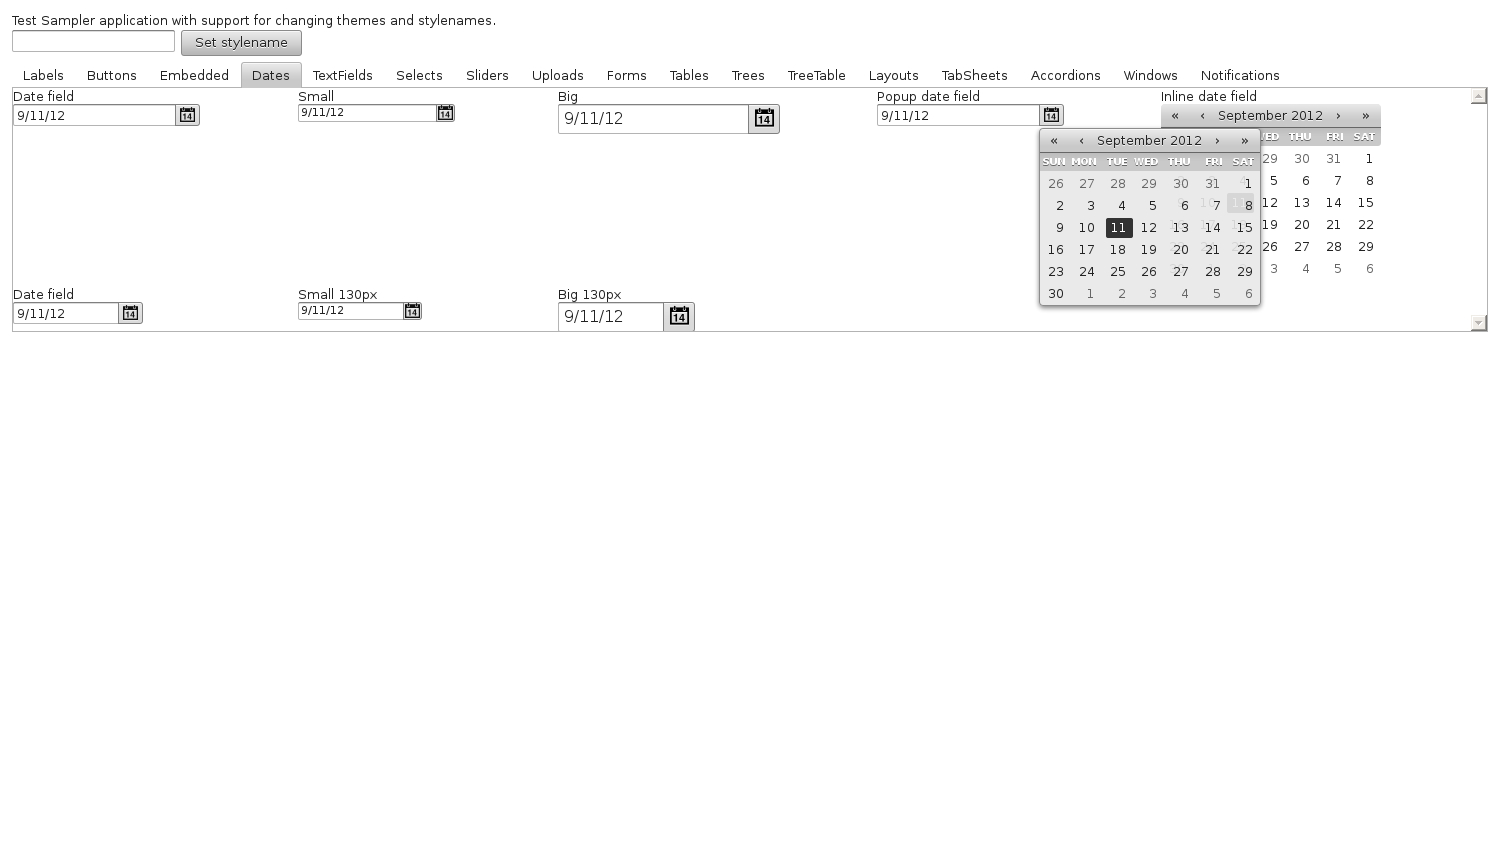 Test Sampler application with support for changing themes and stylenames.
Set stylename
Labels Buttons Embedded Dates TextFields Selects Sliders Uploads Forms Tables Trees TreeTable Layouts TabSheets Accordions Windows Notifications
Date field Small Big Popup date field Inline date field
9/11/12 14 9/11/12 14 9/11/12 14 9/11/12 14 « ‹ September 2012 › »
THU FRI SAT
29 30 31 1
5 6 7 8
12 13 14 15
19 20 21 22
26 27 28 29
3 4 5 6
« ‹ September 2012 › »
SUN MON TUE WED THU FRI SAT
26 27 28 29 30 31 1
2 3 4 5 6 7 8
9 10 11 12 13 14 15
16 17 18 19 20 21 22
23 24 25 26 27 28 29
30 1 2 3 4 5 6
Date field Small 130px Big 130px
9/11/12 14 9/11/12 14 9/11/12 14